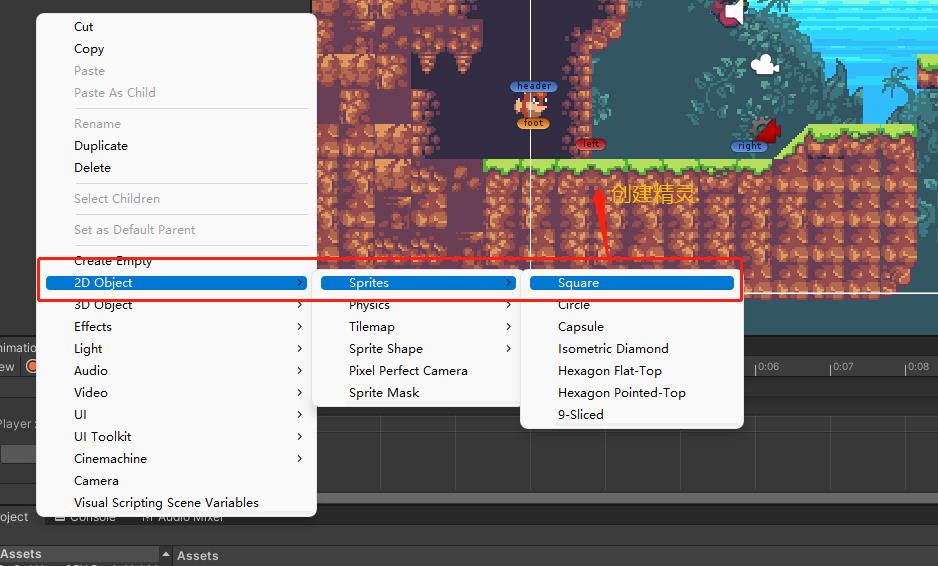 Cut
Copy
Paste
Paste As Child
Rename
Duplicate
Delete
Select Children
Set as Default Parent
Create Empty
2D Object
3D Object
Effects
Light
Audio
Video
UI
UI Toolkit
Cinemachine
Camera
Visual Scripting Scene Variables
Sprites
Physics
Tilemap
Sprite Shape
Pixel Perfect Camera
Sprite Mask
Square
Circle
Capsule
Isometric Diamond
Hexagon Flat-Top
Hexagon Pointed-Top
9-Sliced
header
foot
left
right
创建精灵
0:06
0:07
0:08
Player
Console
Audio Mixer
Assets
Assets